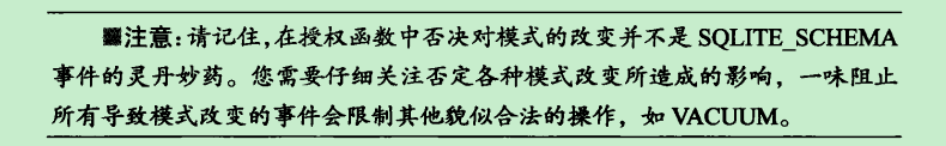 ■注意：请记住，在授权函数中否决对模式的改变并不是 SQLITE_SCHEMA
事件的灵丹妙药。您需要仔细关注否定各种模式改变所造成的影响，一味阻止
所有导致模式改变的事件会限制其他貌似合法的操作，如 VACUUM。